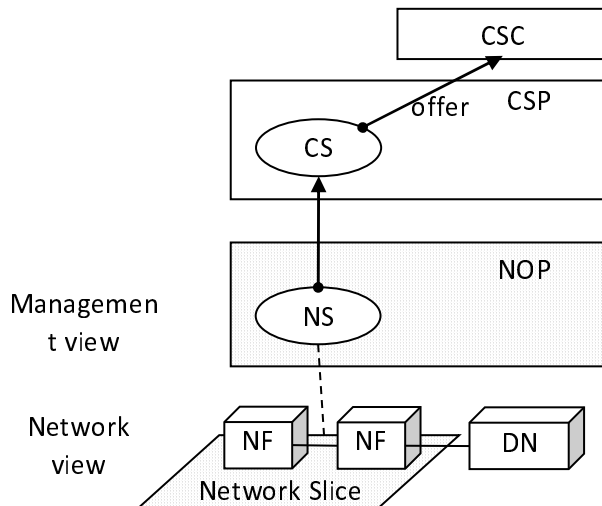 CSC
offer
CSP
CS
NOP
Managemen
t view
NS
Network
view
NF
NF
DN
Network Slice